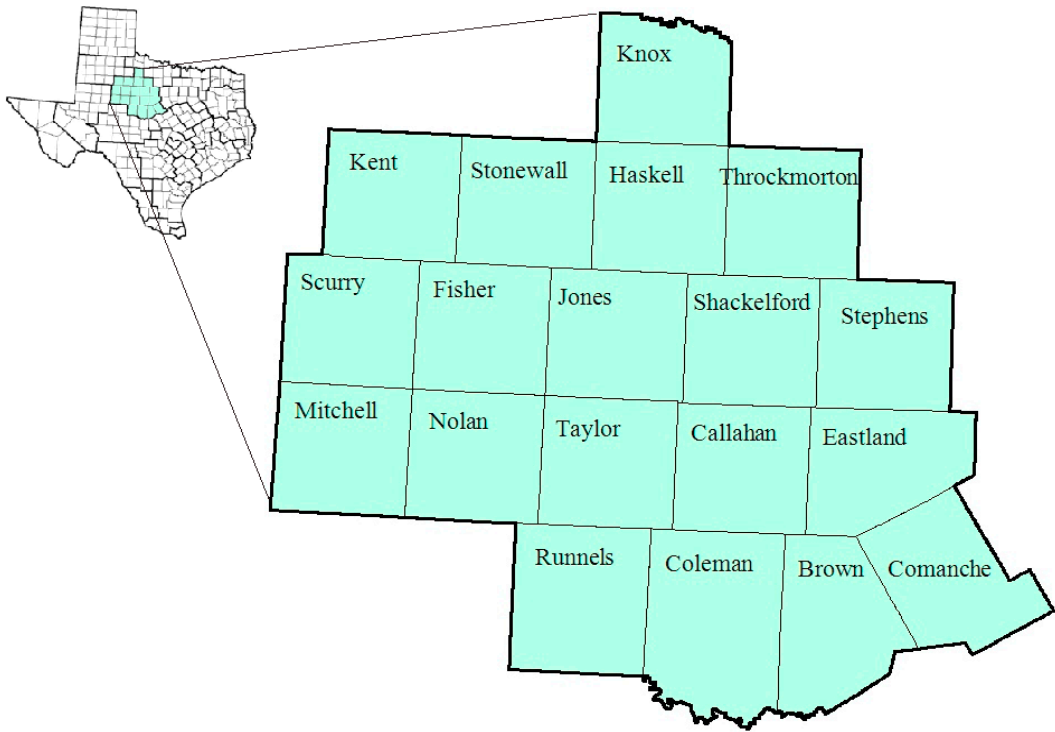 Knox
Kent
Stonewall
Haskell
Throckmorton
Scurry
Fisher
Jones
Shackelford
Stephens
Mitchell
Nolan
Taylor
Callahan
Eastland
Runnels
Coleman
Brown
Comanche